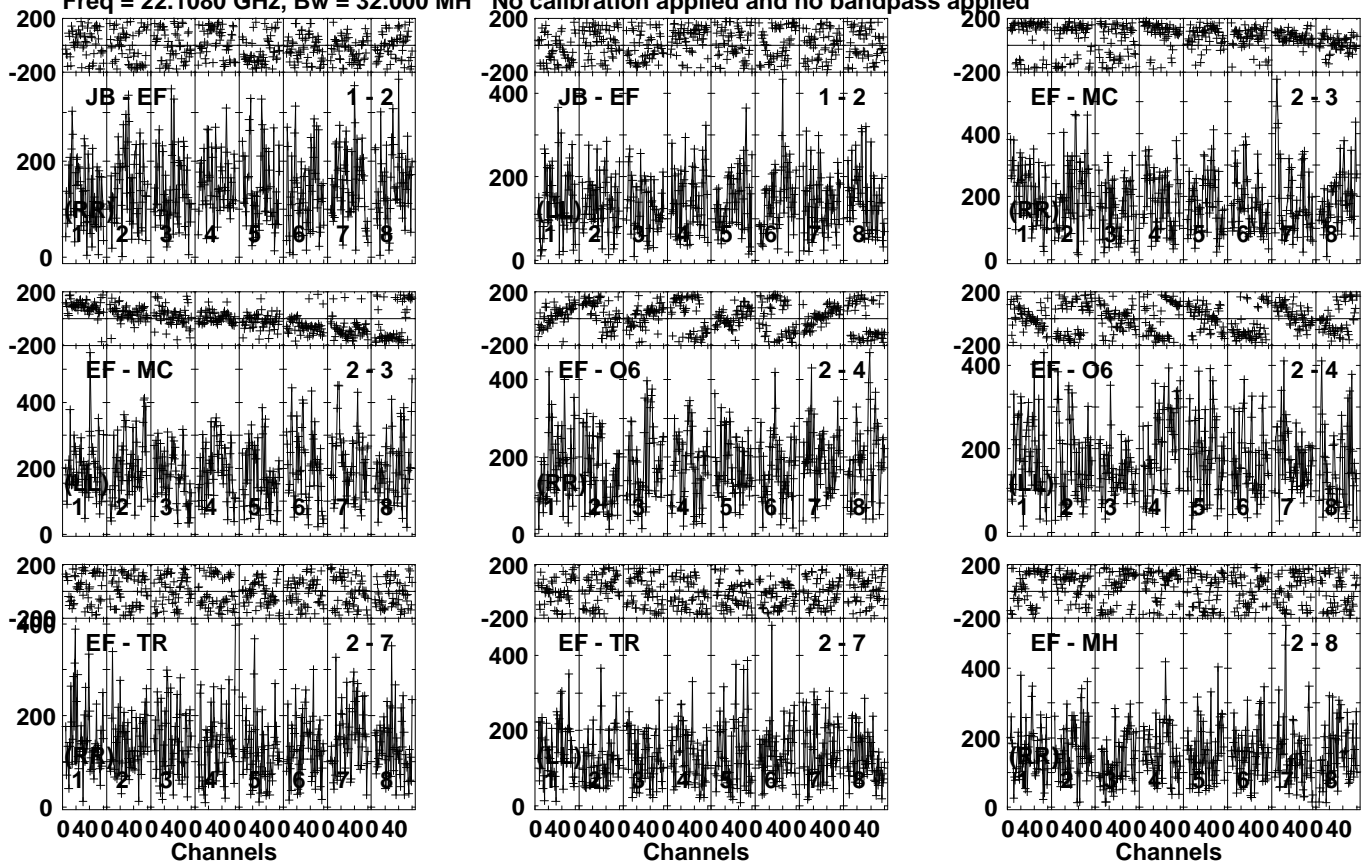 Freq = 22.1080 GHz, Bw = 32.000 MH No calibration applied and no bandpass applied
200 200 200
-200 -200 -200
JB - EF 1 - 2 JB - EF 1 - 2 EF - MC 2 - 3
400 400
200 200 200
(RR) (LL) (RR)
1 2 3 4 5 6 7 8 1 2 3 4 5 6 7 8 1 2 3 4 5 6 7 8
0 0 0
200 200 200
-200 -200 -200
EF - MC 2 - 3 EF - O6 2 - 4 EF - O6 2 - 4
400 400 400
200 200 200
(LL) (RR) (LL)
1 2 3 4 5 6 7 8 1 2 3 4 5 6 7 8 1 2 3 4 5 6 7 8
0 0 0
200 200 200
-200 -200 -200
400
EF - TR 2 - 7 EF - TR 2 - 7 EF - MH 2 - 8
400 400
200 200 200
(RR) (LL) (RR)
1 2 3 4 5 6 7 8 1 2 3 4 5 6 7 8 1 2 3 4 5 6 7 8
0 0 0
0 40 0 40 0 40 0 40 0 40 0 40 0 40 0 40 0 40 0 40 0 40 0 40 0 40 0 40 0 40 0 40 0 40 0 40 0 40 0 40 0 40 0 40 0 40 0 40
Channels Channels Channels